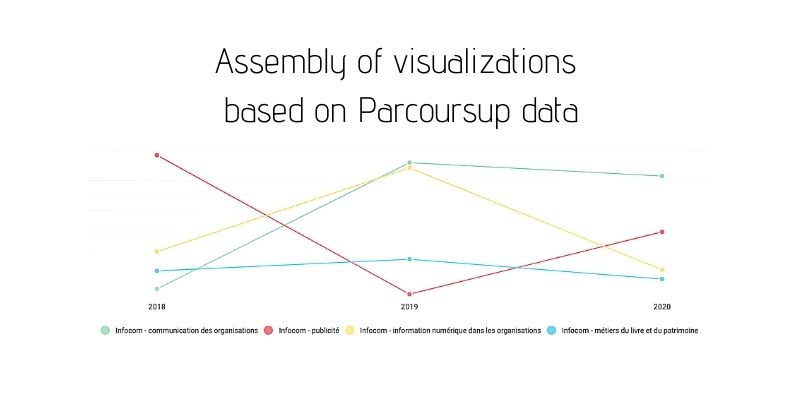 Assembly of visualizations
based on Parcoursup data
2018 2019 2020
Infocom - communication des organisations Infocom - publicité Infocom - information numérique dans les organisations Infocom - métiers du livre et du patrimoine